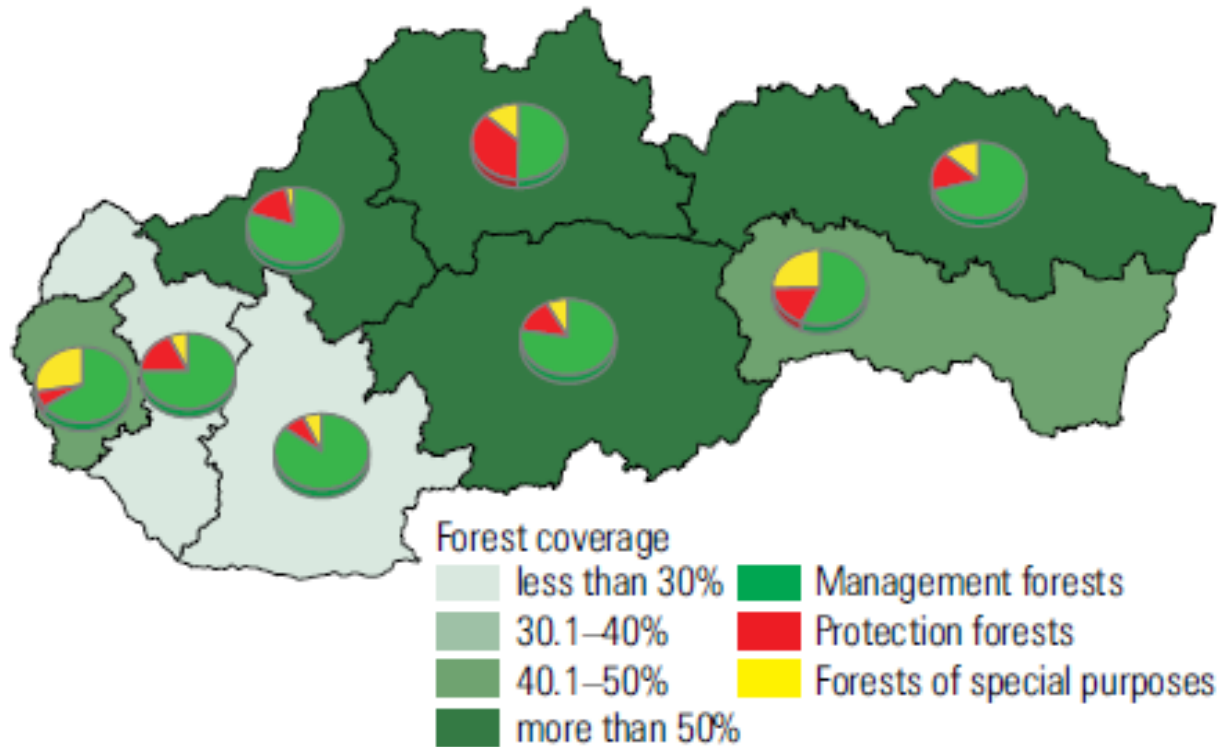 Forest coverage
less than 30%
30.1–40%
40.1–50%
more than 50%
Management forests
Protection forests
Forests of special purposes